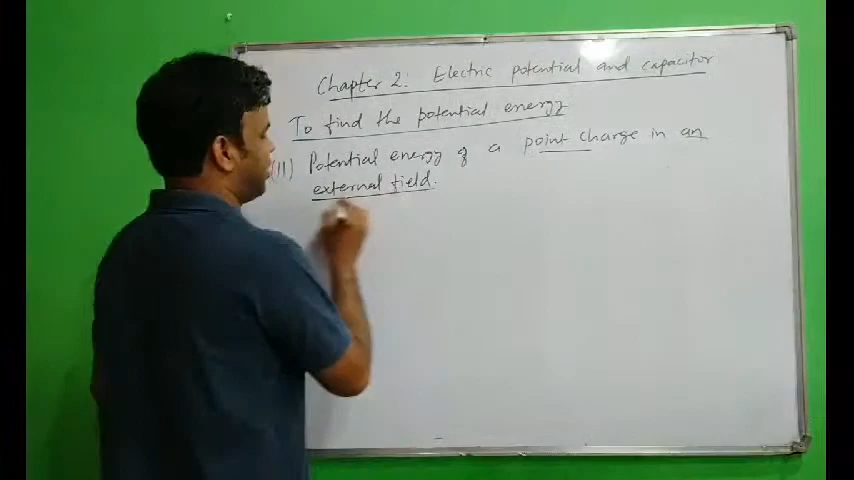 Chapter 2: Electric potential and capacitor
To find the potential energy
(II) Potential energy of a point charge in an
external field.